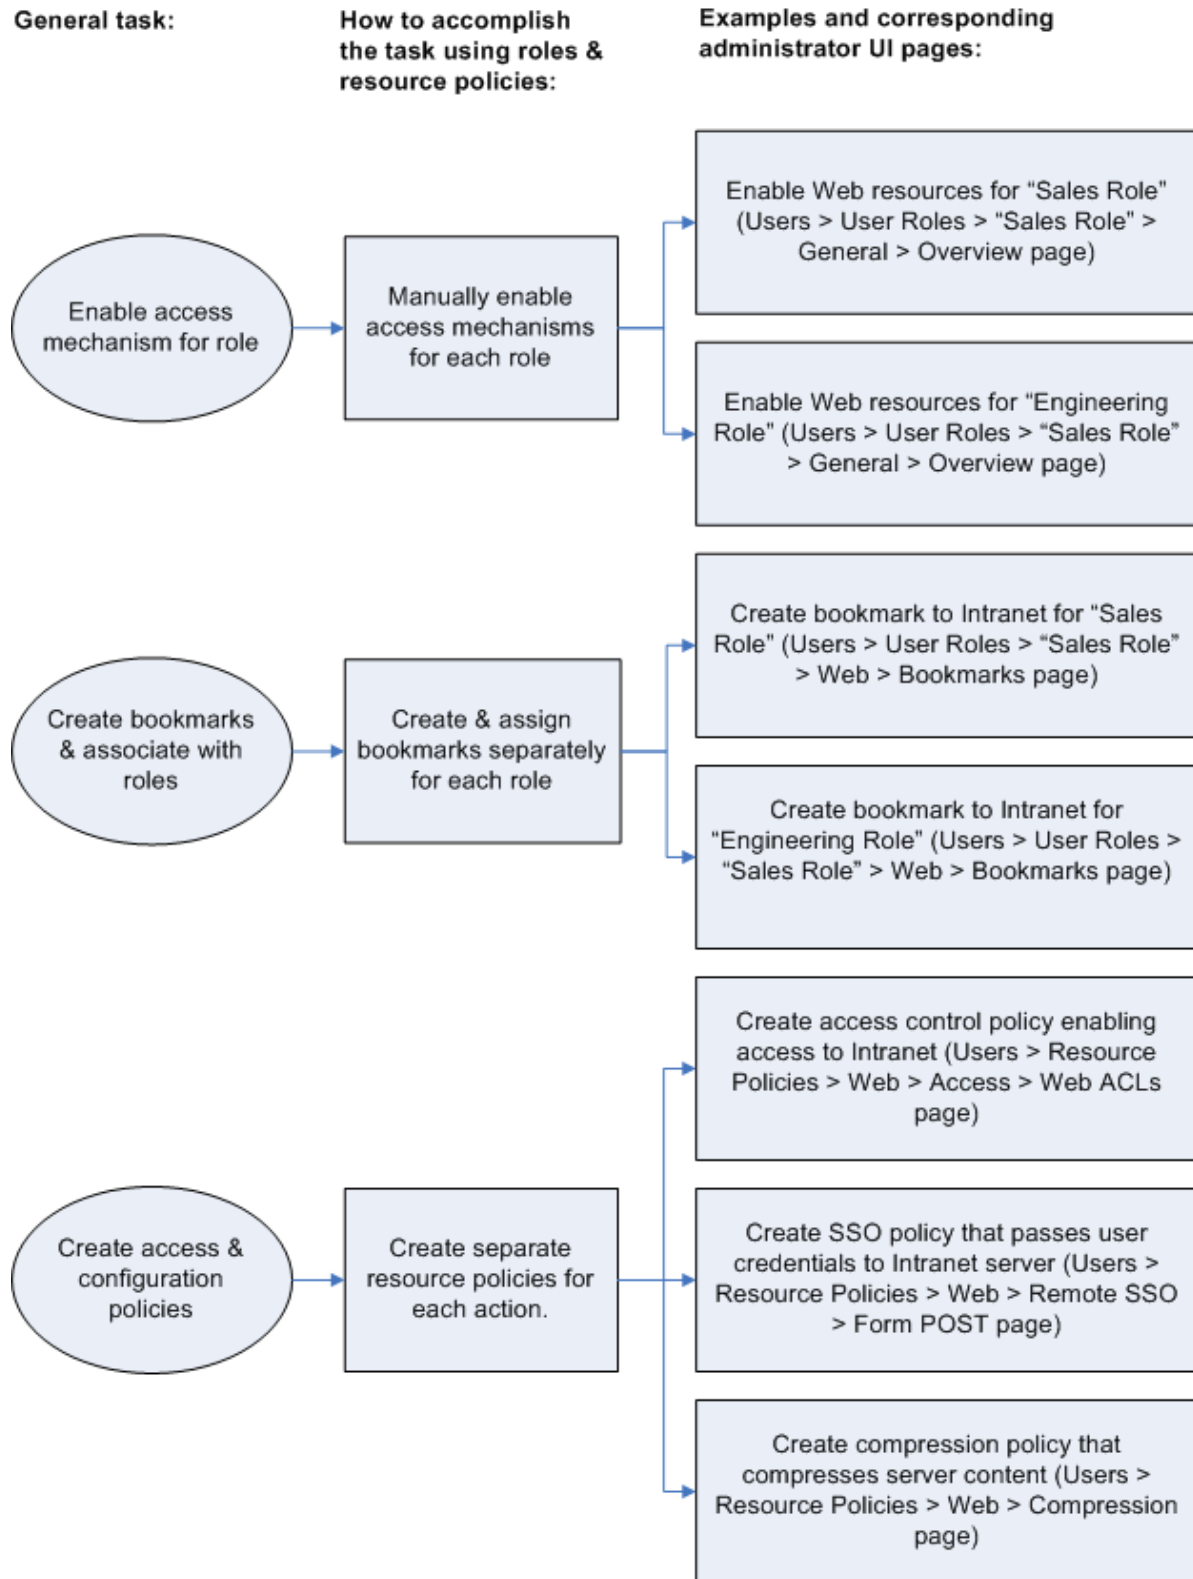 General task:
How to accomplish
the task using roles &
resource policies:
Examples and corresponding
administrator UI pages:
Enable access
mechanism for role
Manually enable
access mechanisms
for each role
Enable Web resources for “Sales Role”
(Users > User Roles > “Sales Role” >
General > Overview page)
Enable Web resources for “Engineering
Role” (Users > User Roles > “Sales Role”
> General > Overview page)
Create bookmarks
& associate with
roles
Create & assign
bookmarks separately
for each role
Create bookmark to Intranet for “Sales
Role” (Users > User Roles > “Sales Role”
> Web > Bookmarks page)
Create bookmark to Intranet for
“Engineering Role” (Users > User Roles >
“Sales Role” > Web > Bookmarks page)
Create access &
configuration
policies
Create separate
resource policies for
each action.
Create access control policy enabling
access to Intranet (Users > Resource
Policies > Web > Access > Web ACLs
page)
Create SSO policy that passes user
credentials to Intranet server (Users >
Resource Policies > Web > Remote SSO
> Form POST page)
Create compression policy that
compresses server content (Users >
Resource Policies > Web > Compression
page)